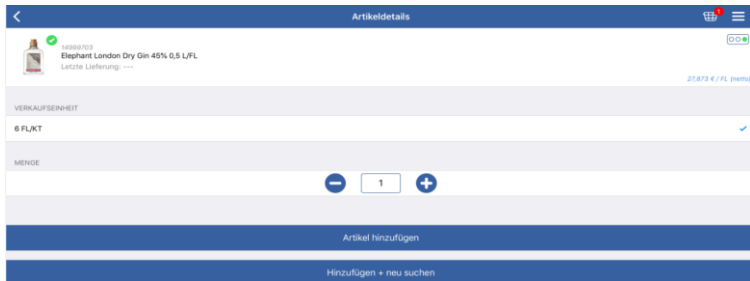 Artikeldetails
1
14989703
Elephant London Dry Gin 45% 0,5 L/FL
Letzte Lieferung: ---
27,873 € / FL (netto)
VERKAUFSEINHEIT
6 FL/KT
MENGE
1
Artikel hinzufügen
Hinzufügen + neu suchen